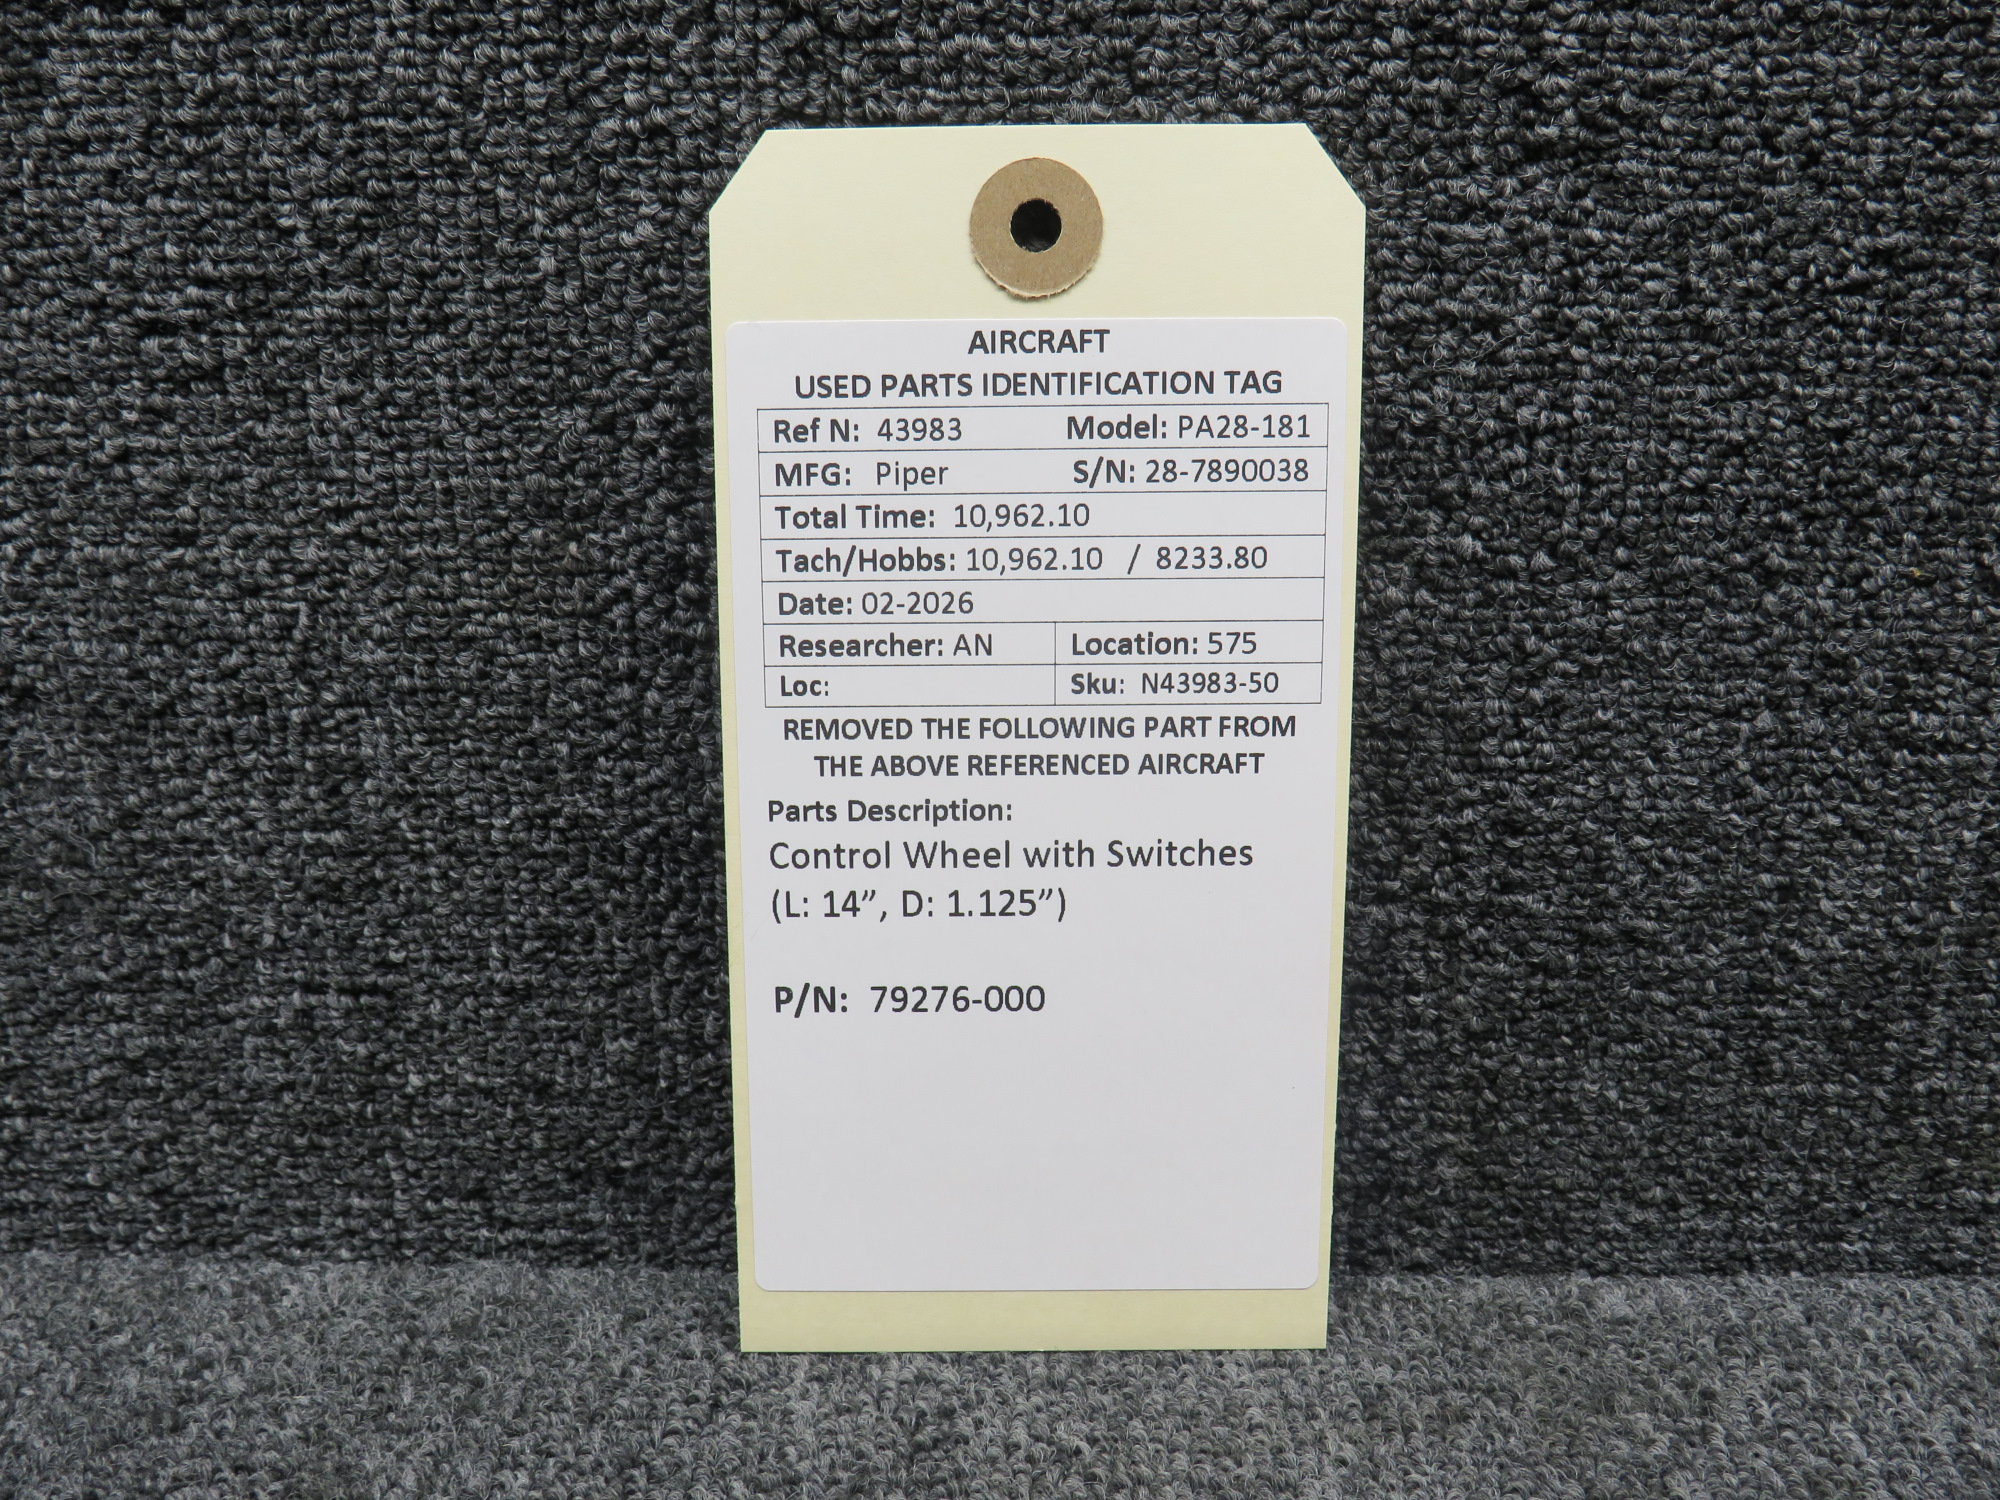 AIRCRAFT
USED PARTS IDENTIFICATION TAG
Ref N: 43983 Model: PA28-181
MFG: Piper S/N: 28-7890038
Total Time: 10,962.10
Tach/Hobbs: 10,962.10 / 8233.80
Date: 02-2026
Researcher: AN Location: 575
Loc: Sku: N43983-50
REMOVED THE FOLLOWING PART FROM
THE ABOVE REFERENCED AIRCRAFT
Parts Description:
Control Wheel with Switches
(L: 14”, D: 1.125”)
P/N: 79276-000